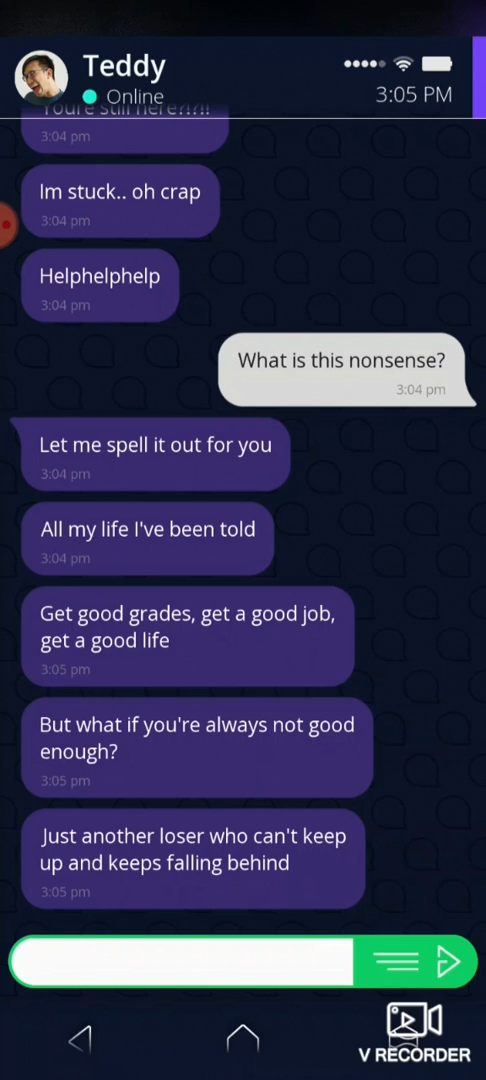 Teddy
Online
3:05 PM
Youre still here?!?!!
3:04 pm
Im stuck.. oh crap
3:04 pm
Helphelphelp
3:04 pm
What is this nonsense?
3:04 pm
Let me spell it out for you
3:04 pm
All my life I've been told
3:04 pm
Get good grades, get a good job,
get a good life
3:05 pm
But what if you're always not good
enough?
3:05 pm
Just another loser who can't keep
up and keeps falling behind
3:05 pm
V RECORDER